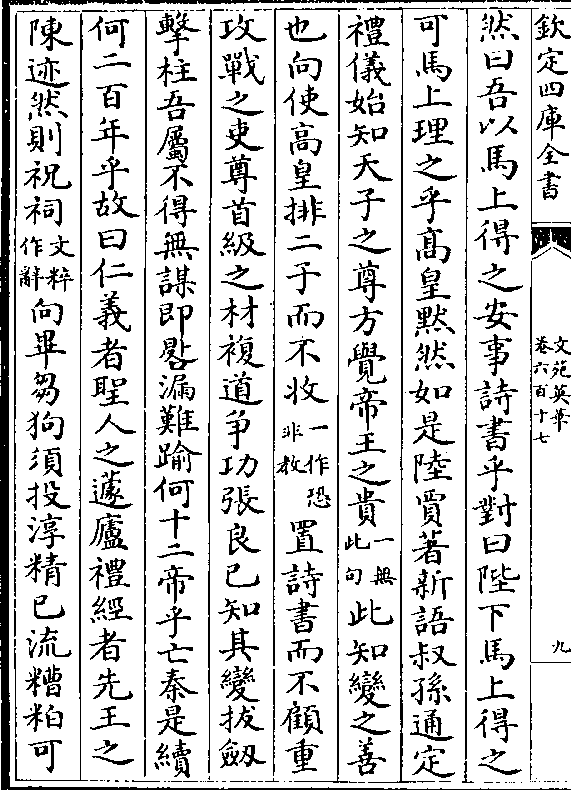 欽定四庫全書
文苑英華
卷六百十七
九
然曰吾以馬上得之安事詩書乎對曰陛下馬上得之
可馬上理之乎髙皇黙然如是陸賈著新語叔孫通定
禮儀始知天子之尊方覺帝王之貴一無此句此知變之善
也向使髙皇排二子而不收一作恐非教置詩書而不顧重
攻戰之吏尊首級之材複道爭功張良已知其變拔劔
擊柱吾屬不得無謀即晷漏難踰何十二帝乎亡秦是續
何二百年乎故曰仁義者聖人之蘧廬禮經者先王之
陳迹然則祝祠文粹作辭向畢芻狗須投淳精已流糟粕可